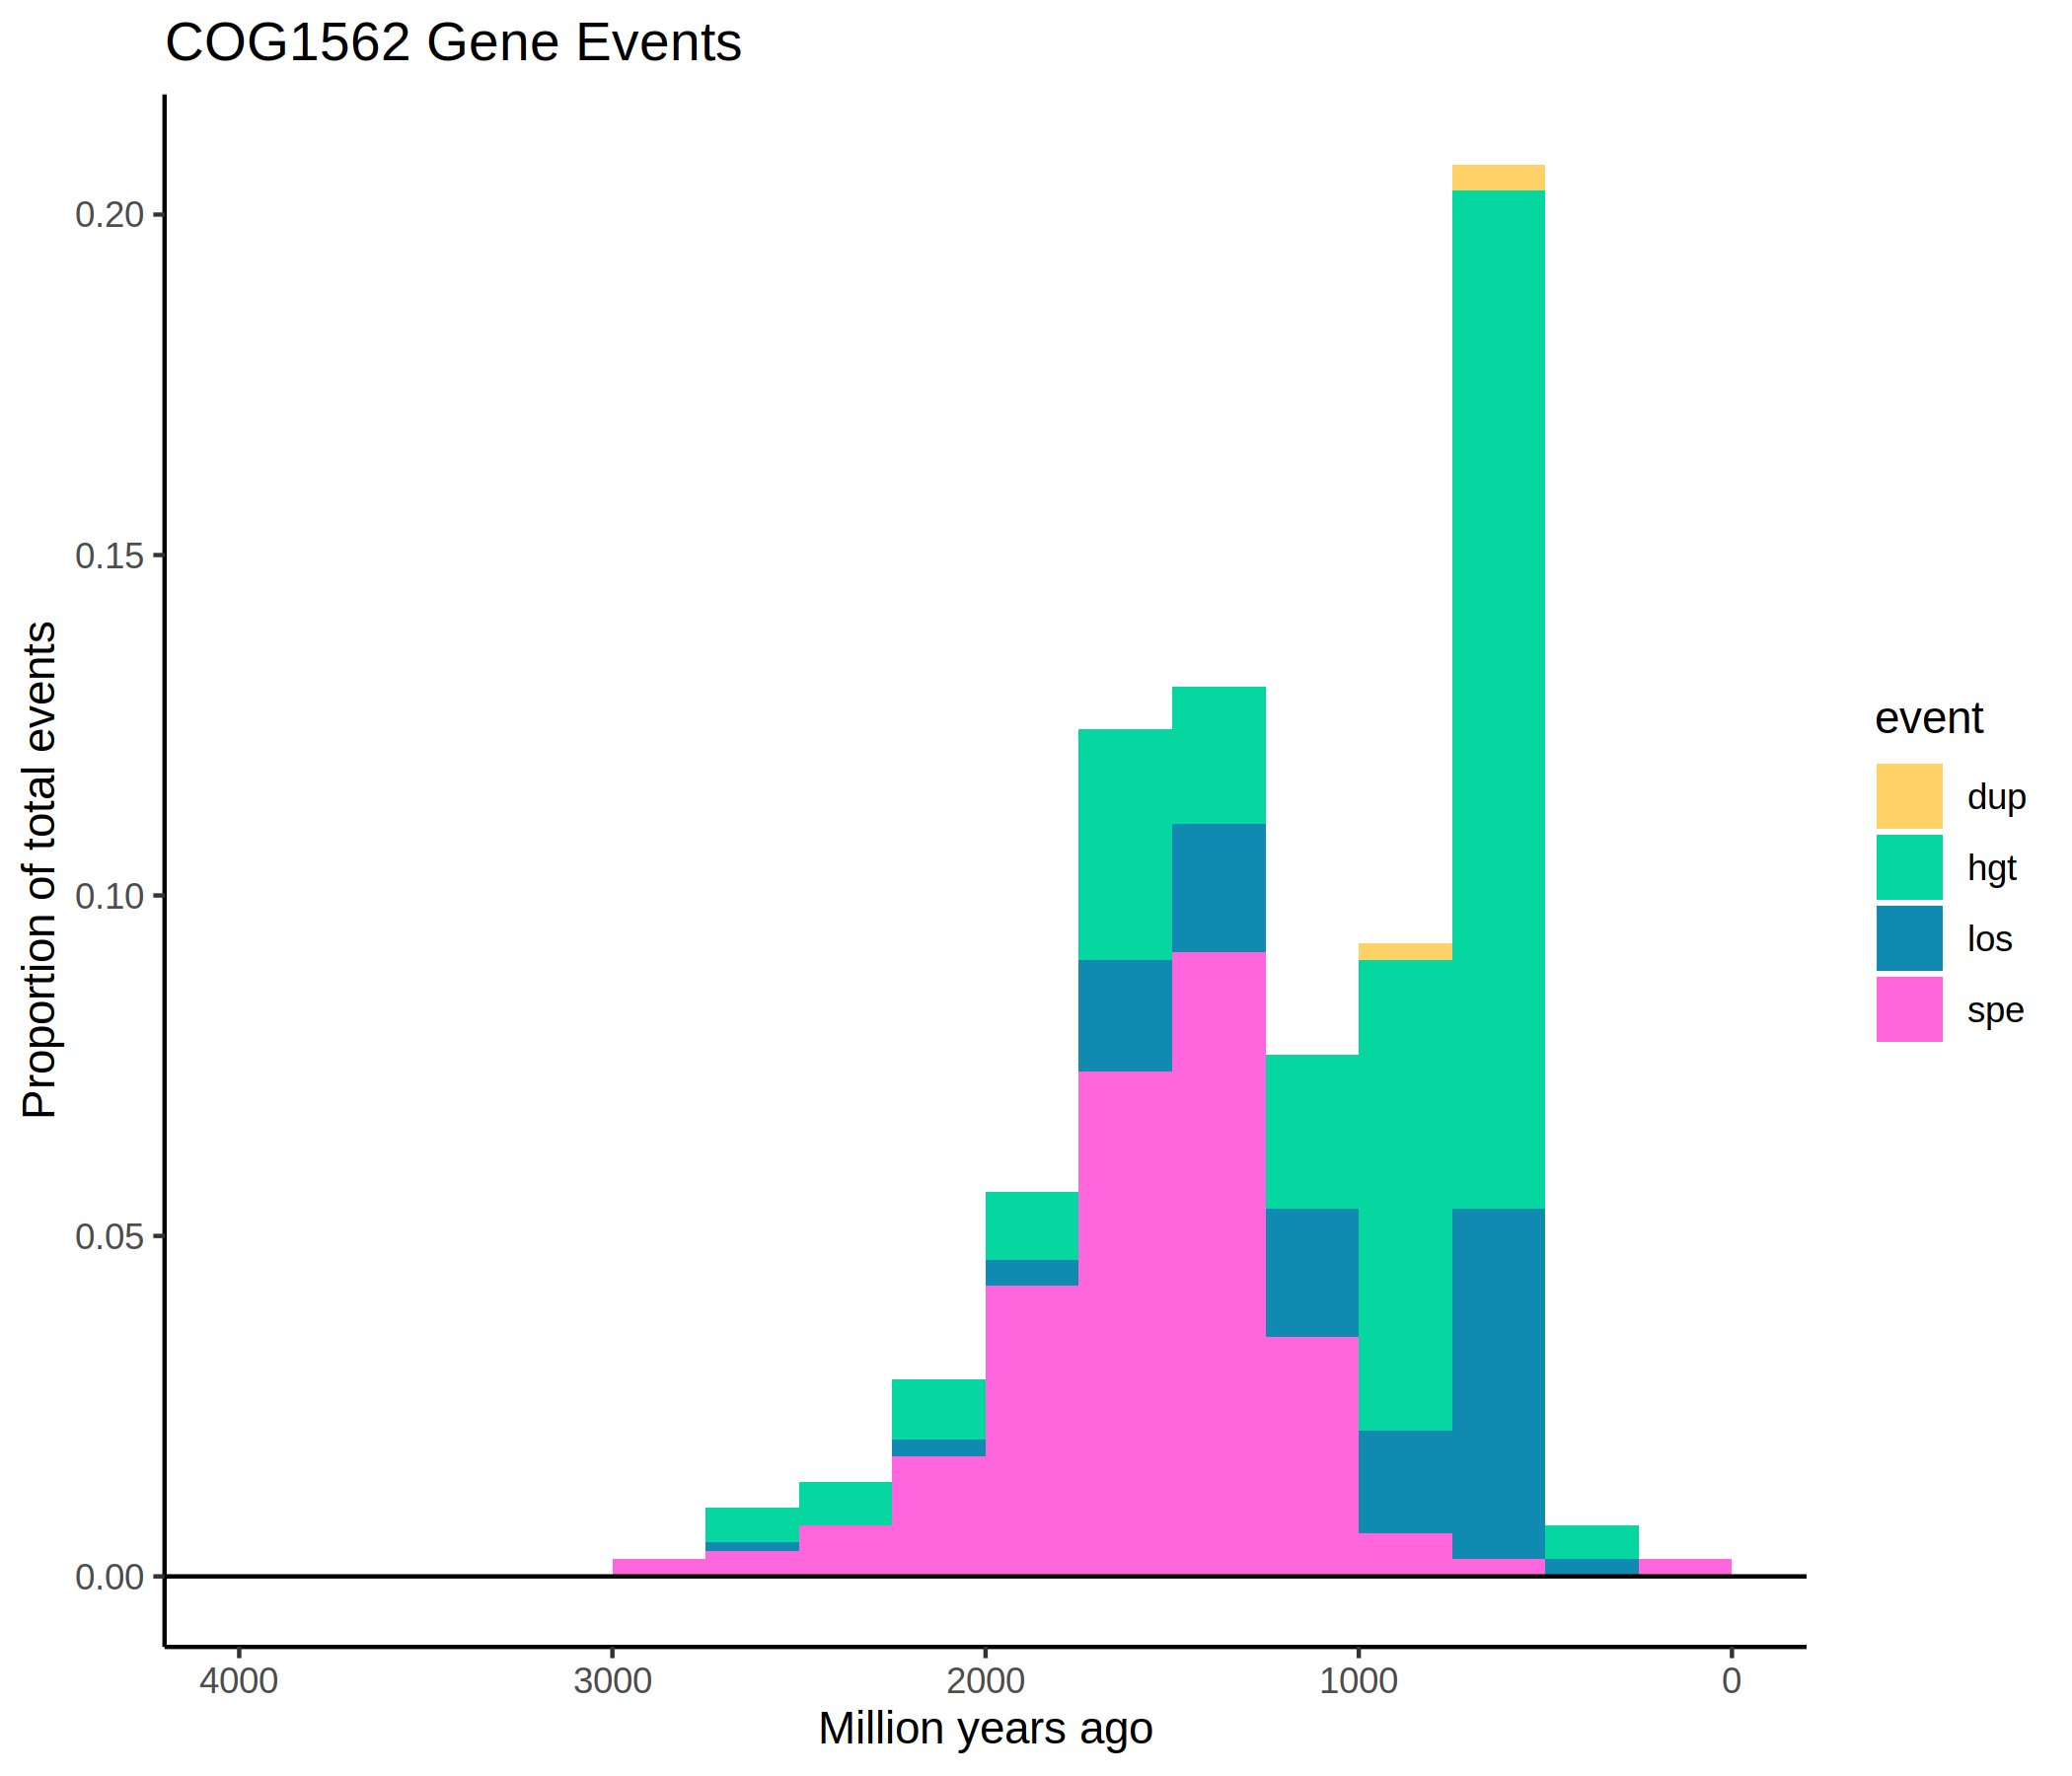 COG1562 Gene Events
Proportion of total events
0.20
0.15
0.10
0.05
0.00
4000 3000 2000 1000 0
Million years ago
event
dup
hgt
los
spe